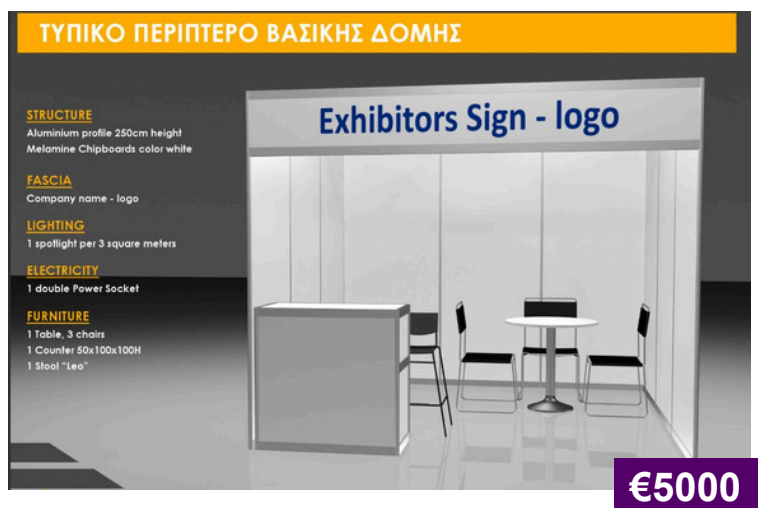 ΤΥΠΙΚΟ ΠΕΡΙΠΤΕΡΟ ΒΑΣΙΚΗΣ ΔΟΜΗΣ
STRUCTURE
Aluminium profile 250cm height
Melamine Chipboards color white
FASCIA
Company name - logo
LIGHTING
1 spotlight per 3 square meters
ELECTRICITY
1 double Power Socket
FURNITURE
1 Table, 3 chairs
1 Counter 50x100x100H
1 Stool "Leo"
Exhibitors Sign - logo
€5000